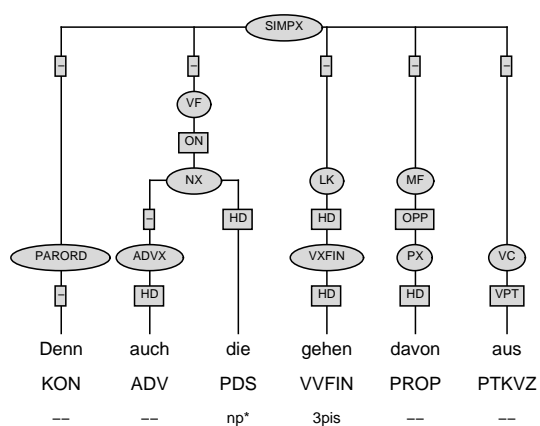 SIMPX
– – – – –
VF
ON
NX LK MF
– HD HD OPP
PARORD ADVX VXFIN PX VC
– HD HD HD VPT
Denn auch die gehen davon aus
KON ADV PDS VVFIN PROP PTKVZ
–– –– np* 3pis –– ––